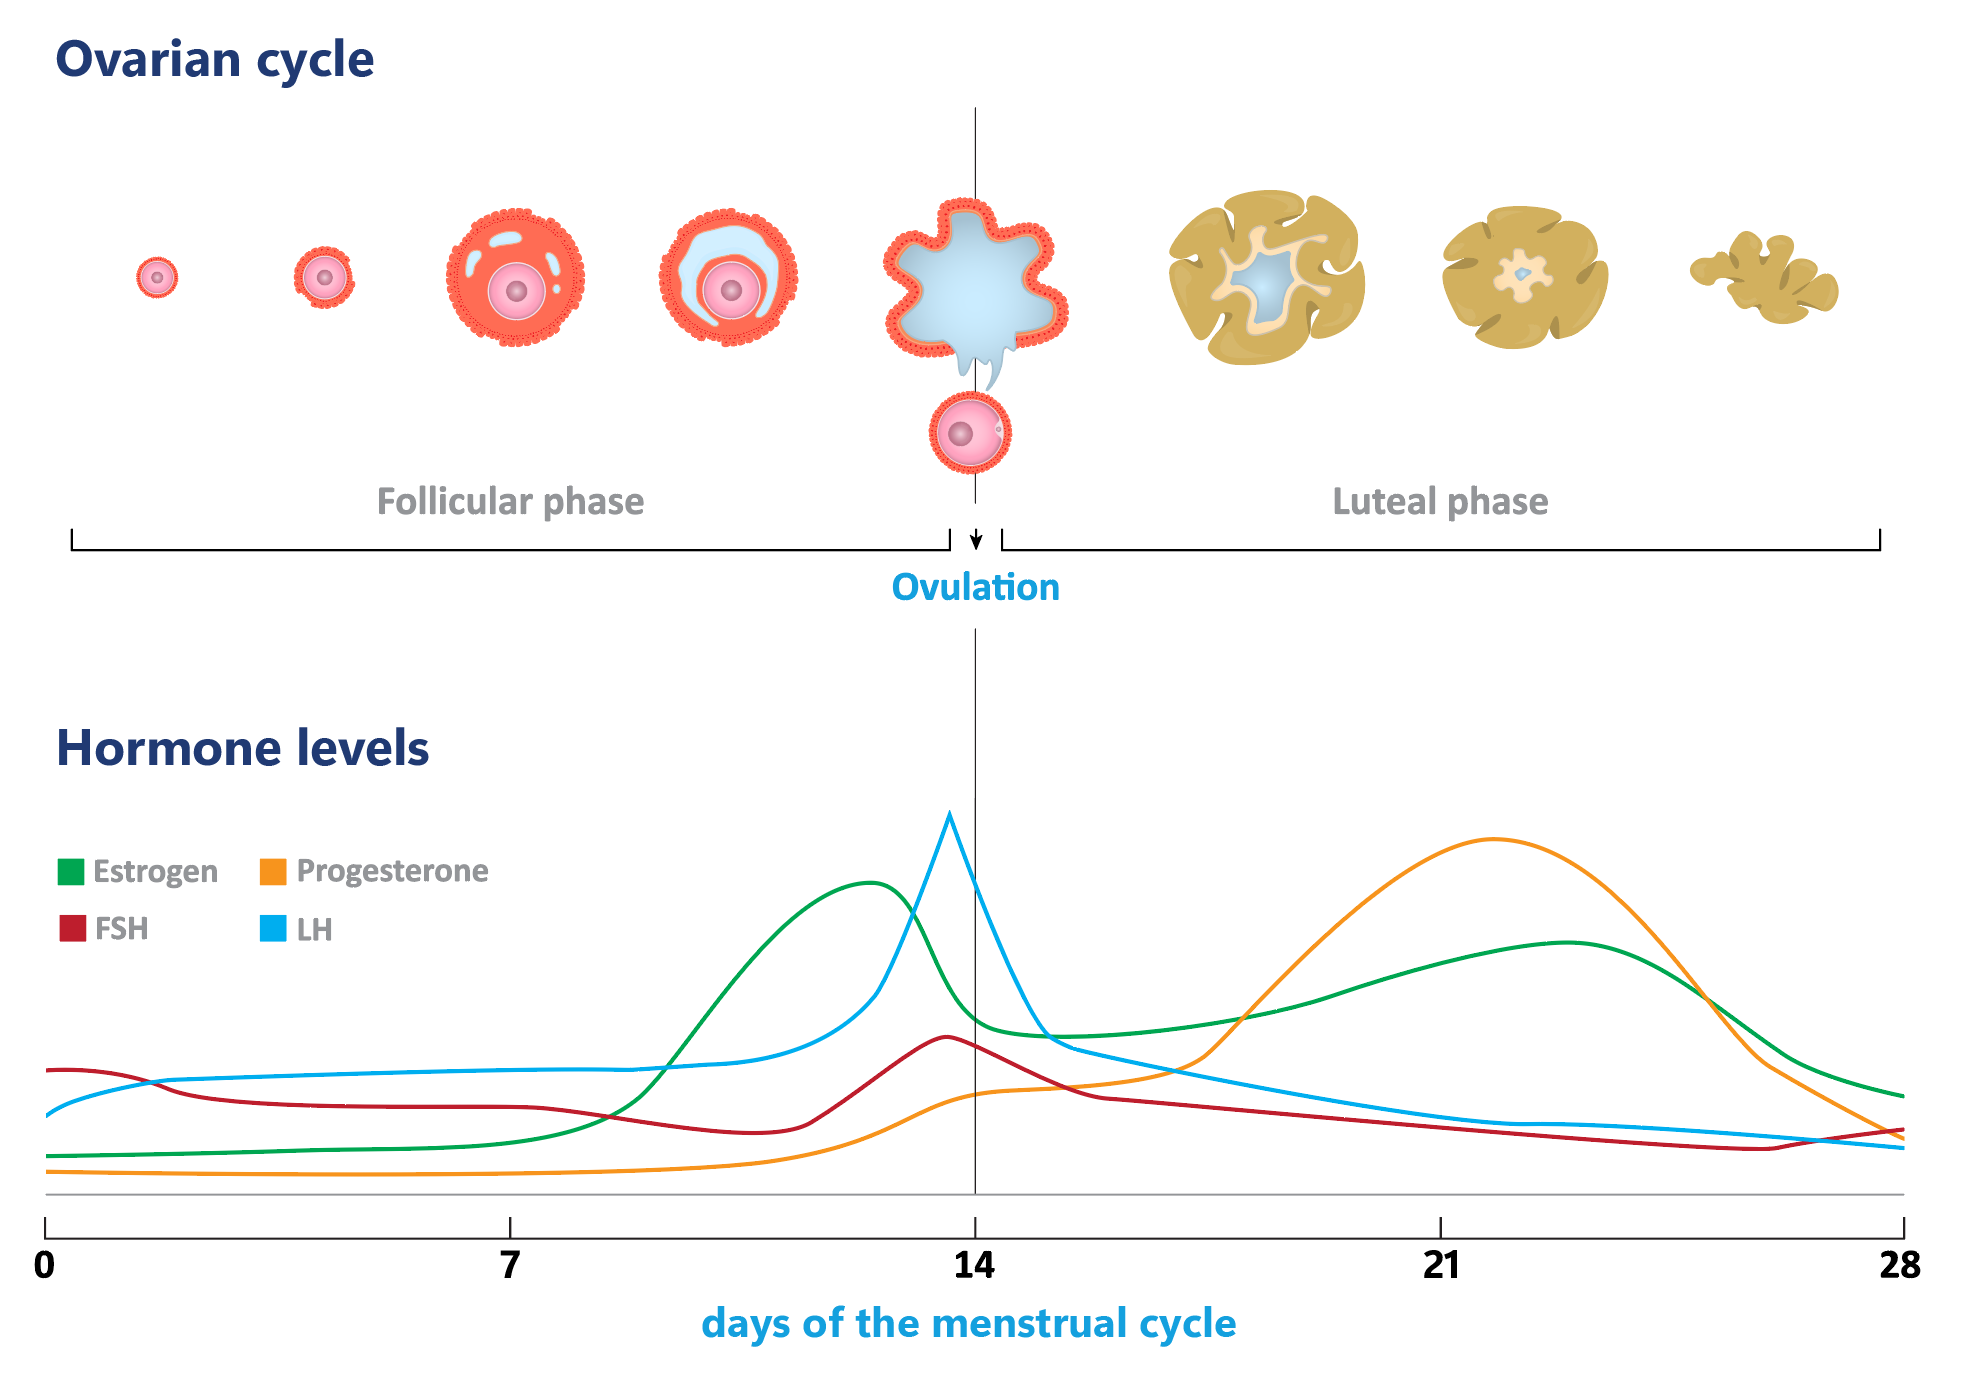 Ovarian cycle
Follicular phase
Luteal phase
Ovulation
Hormone levels
Estrogen
Progesterone
FSH
LH
0 7 14 21 28
days of the menstrual cycle